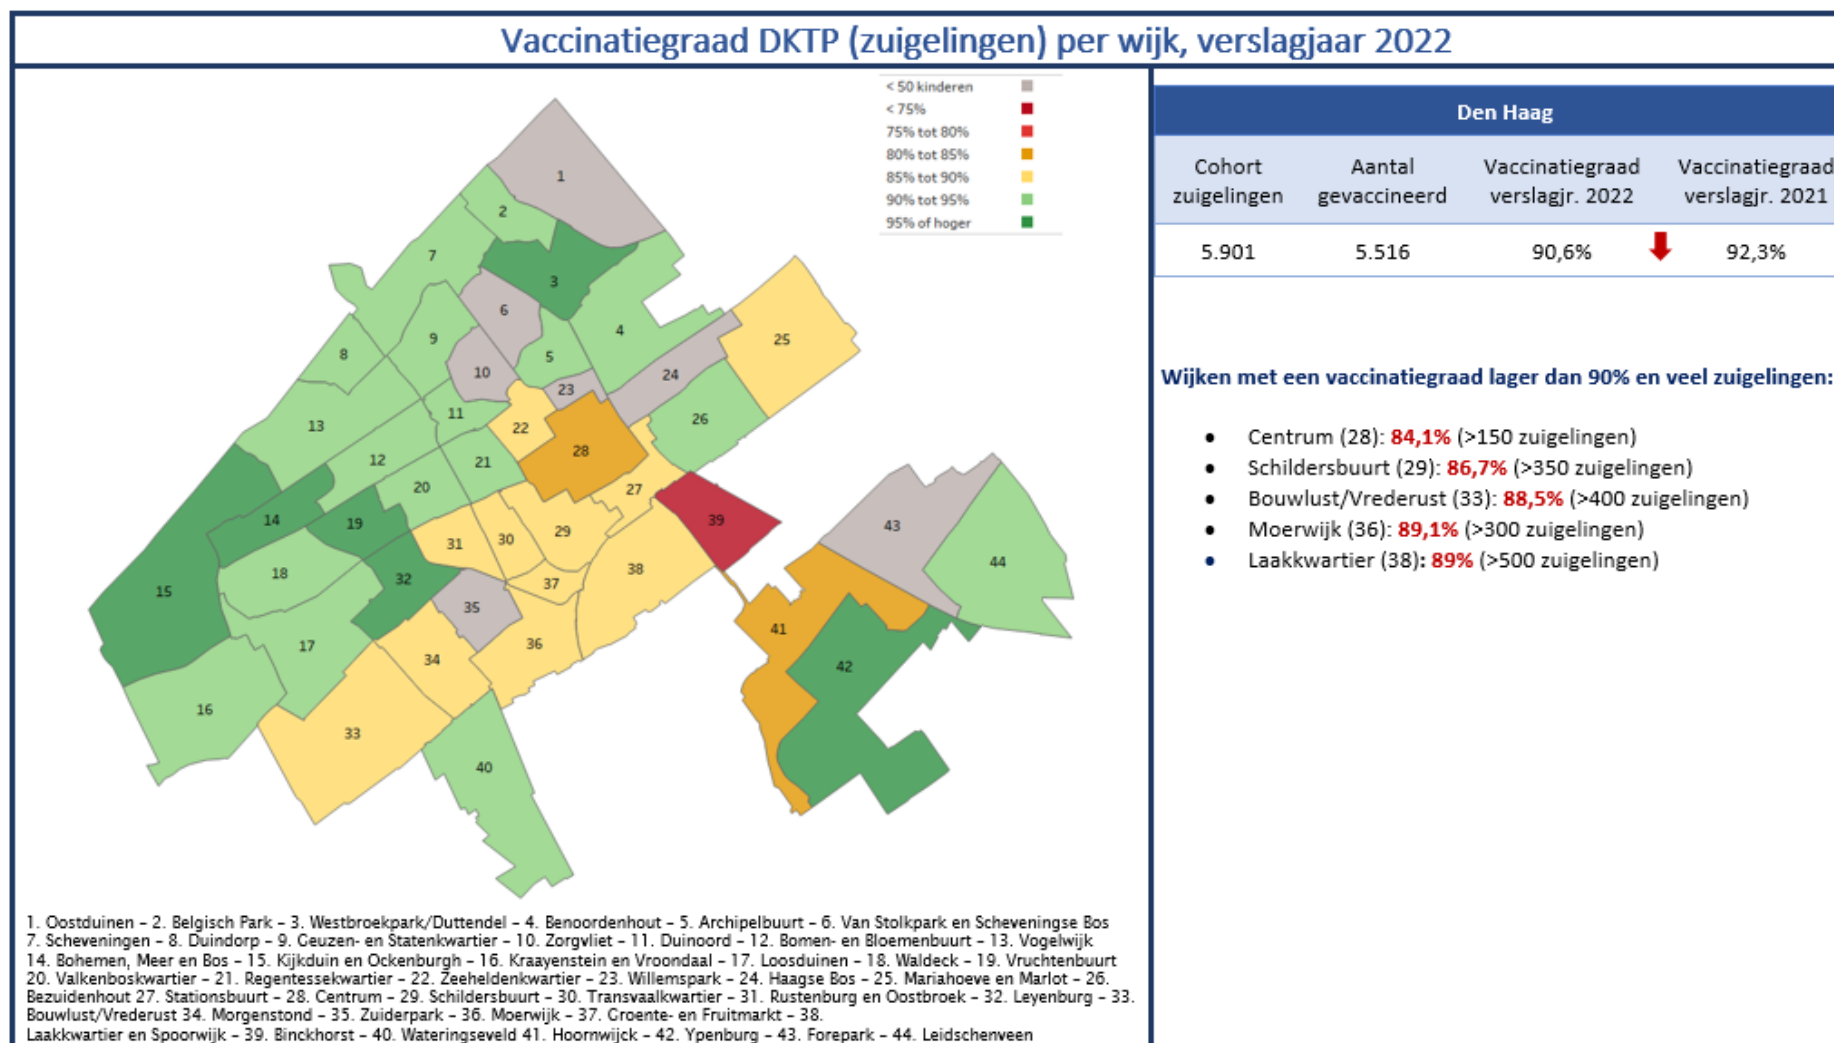 Vaccinatiegraad DKTP (zuigelingen) per wijk, verslagjaar 2022
< 50 kinderen
< 75%
75% tot 80%
80% tot 85%
85% tot 90%
90% tot 95%
95% of hoger
1
2
7
3
6
4
25
9
8
5
10
24
23
11
26
13
22
28
12
21
20
27
14
19
39
43
29
30
31
44
38
18
32
37
15
35
41
36
17
34
42
16
33
40
1. Oostduinen – 2. Belgisch Park – 3. Westbroekpark/Duttendel – 4. Benoordenhout – 5. Archipelbuurt – 6. Van Stolkpark en Scheveningse Bos
7. Scheveningen – 8. Duindorp – 9. Geuzen- en Statenkwartier – 10. Zorgvliet – 11. Duinoord – 12. Bomen- en Bloemenbuurt – 13. Vogelwijk
14. Bohemen, Meer en Bos – 15. Kijkduin en Ockenburgh – 16. Kraayenstein en Vroondaal – 17. Loosduinen – 18. Waldeck – 19. Vruchtenbuurt
20. Valkenboskwartier – 21. Regentessekwartier – 22. Zeeheldenkwartier – 23. Willemspark – 24. Haagse Bos – 25. Mariahoeve en Marlot – 26.
Bezuidenhout 27. Stationsbuurt – 28. Centrum – 29. Schildersbuurt – 30. Transvaalkwartier – 31. Rustenburg en Oostbroek – 32. Leyenburg – 33.
Bouwlust/Vrederust 34. Morgenstond – 35. Zuiderpark – 36. Moerwijk – 37. Groente- en Fruitmarkt – 38.
Laakkwartier en Spoorwijk – 39. Binckhorst – 40. Wateringseveld 41. Hoornwijck – 42. Ypenburg – 43. Forepark – 44. Leidschenveen
Den Haag
Cohort zuigelingen
Aantal gevaccineerd
Vaccinatiegraad verslagjr. 2022
Vaccinatiegraad verslagjr. 2021
5.901 5.516 90,6% 92,3%
Wijken met een vaccinatiegraad lager dan 90% en veel zuigelingen:
• Centrum (28): 84,1% (>150 zuigelingen)
• Schildersbuurt (29): 86,7% (>350 zuigelingen)
• Bouwlust/Vrederust (33): 88,5% (>400 zuigelingen)
• Moerwijk (36): 89,1% (>300 zuigelingen)
• Laakkwartier (38): 89% (>500 zuigelingen)